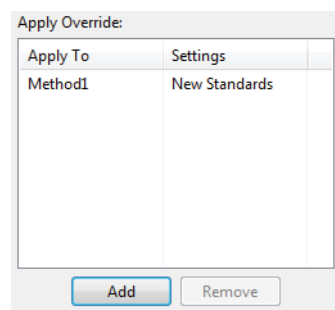 Apply Override:
Apply To Settings
Method1 New Standards
Add Remove